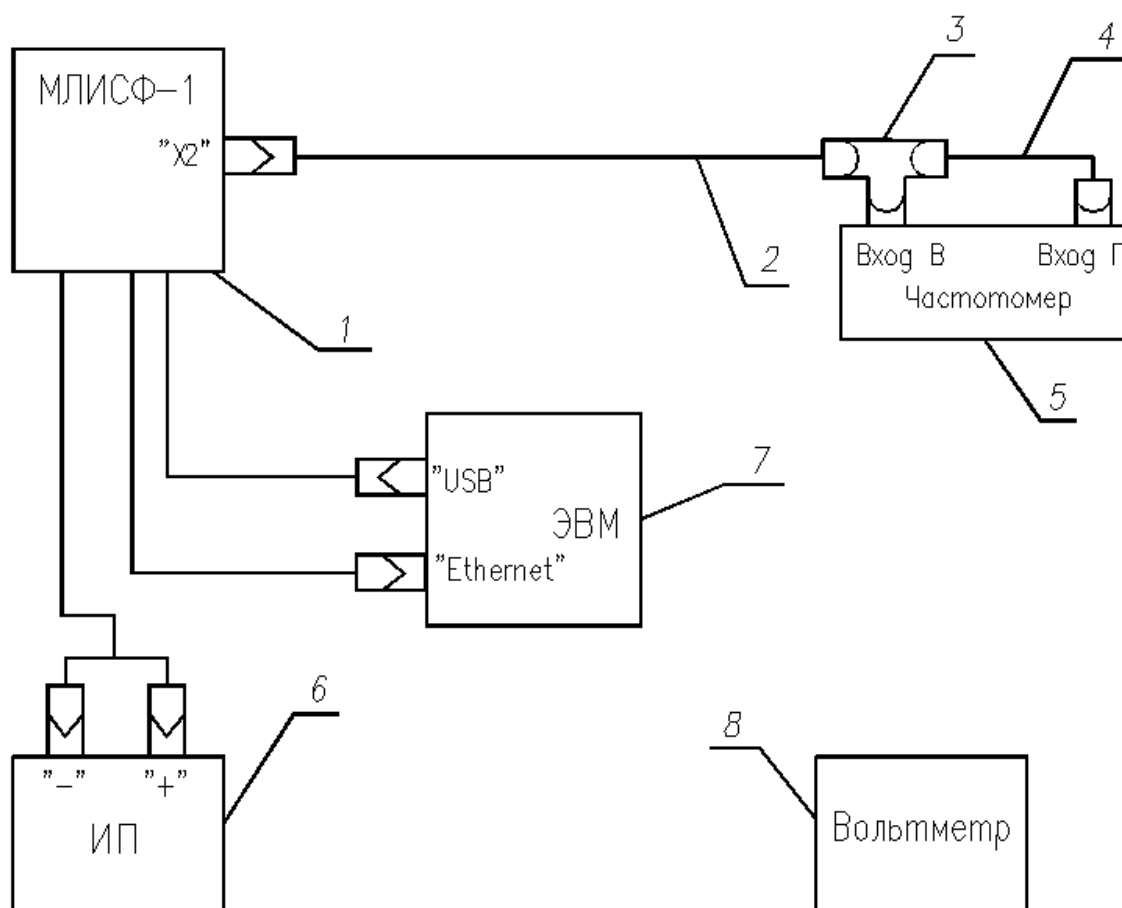 3
4
МЛИСФ-1
"X2"
2
Вход В
Вход Г
Частотомер
1
5
7
"USB"
ЭВМ
"Ethernet"
6
8
"-"
"+"
ИП
Вольтметр